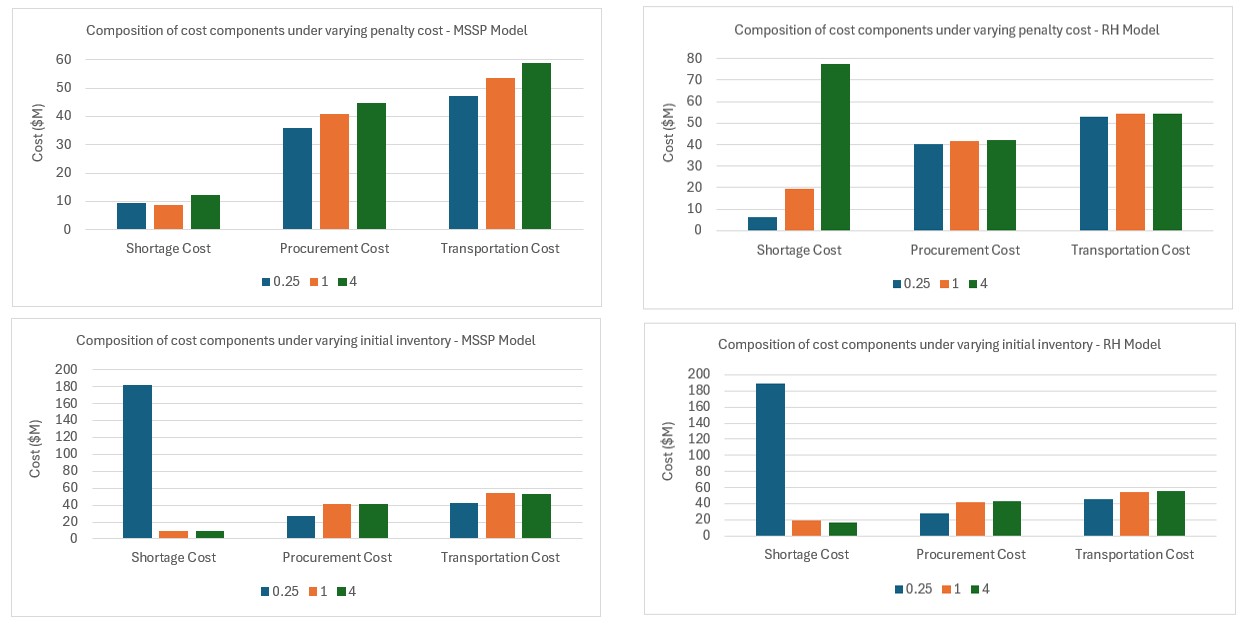 Composition of cost components under varying penalty cost - MSSP Model
60
50
40
30
20
10
0
Cost ($M)
Shortage Cost Procurement Cost Transportation Cost
0.25 1 4
Composition of cost components under varying penalty cost - RH Model
80
70
60
50
40
30
20
10
0
Cost ($M)
Shortage Cost Procurement Cost Transportation Cost
0.25 1 4
Composition of cost components under varying initial inventory - MSSP Model
200
180
160
140
120
100
80
60
40
20
0
Cost ($M)
Shortage Cost Procurement Cost Transportation Cost
0.25 1 4
Composition of cost components under varying initial inventory - RH Model
200
180
160
140
120
100
80
60
40
20
0
Cost ($M)
Shortage Cost Procurement Cost Transportation Cost
0.25 1 4